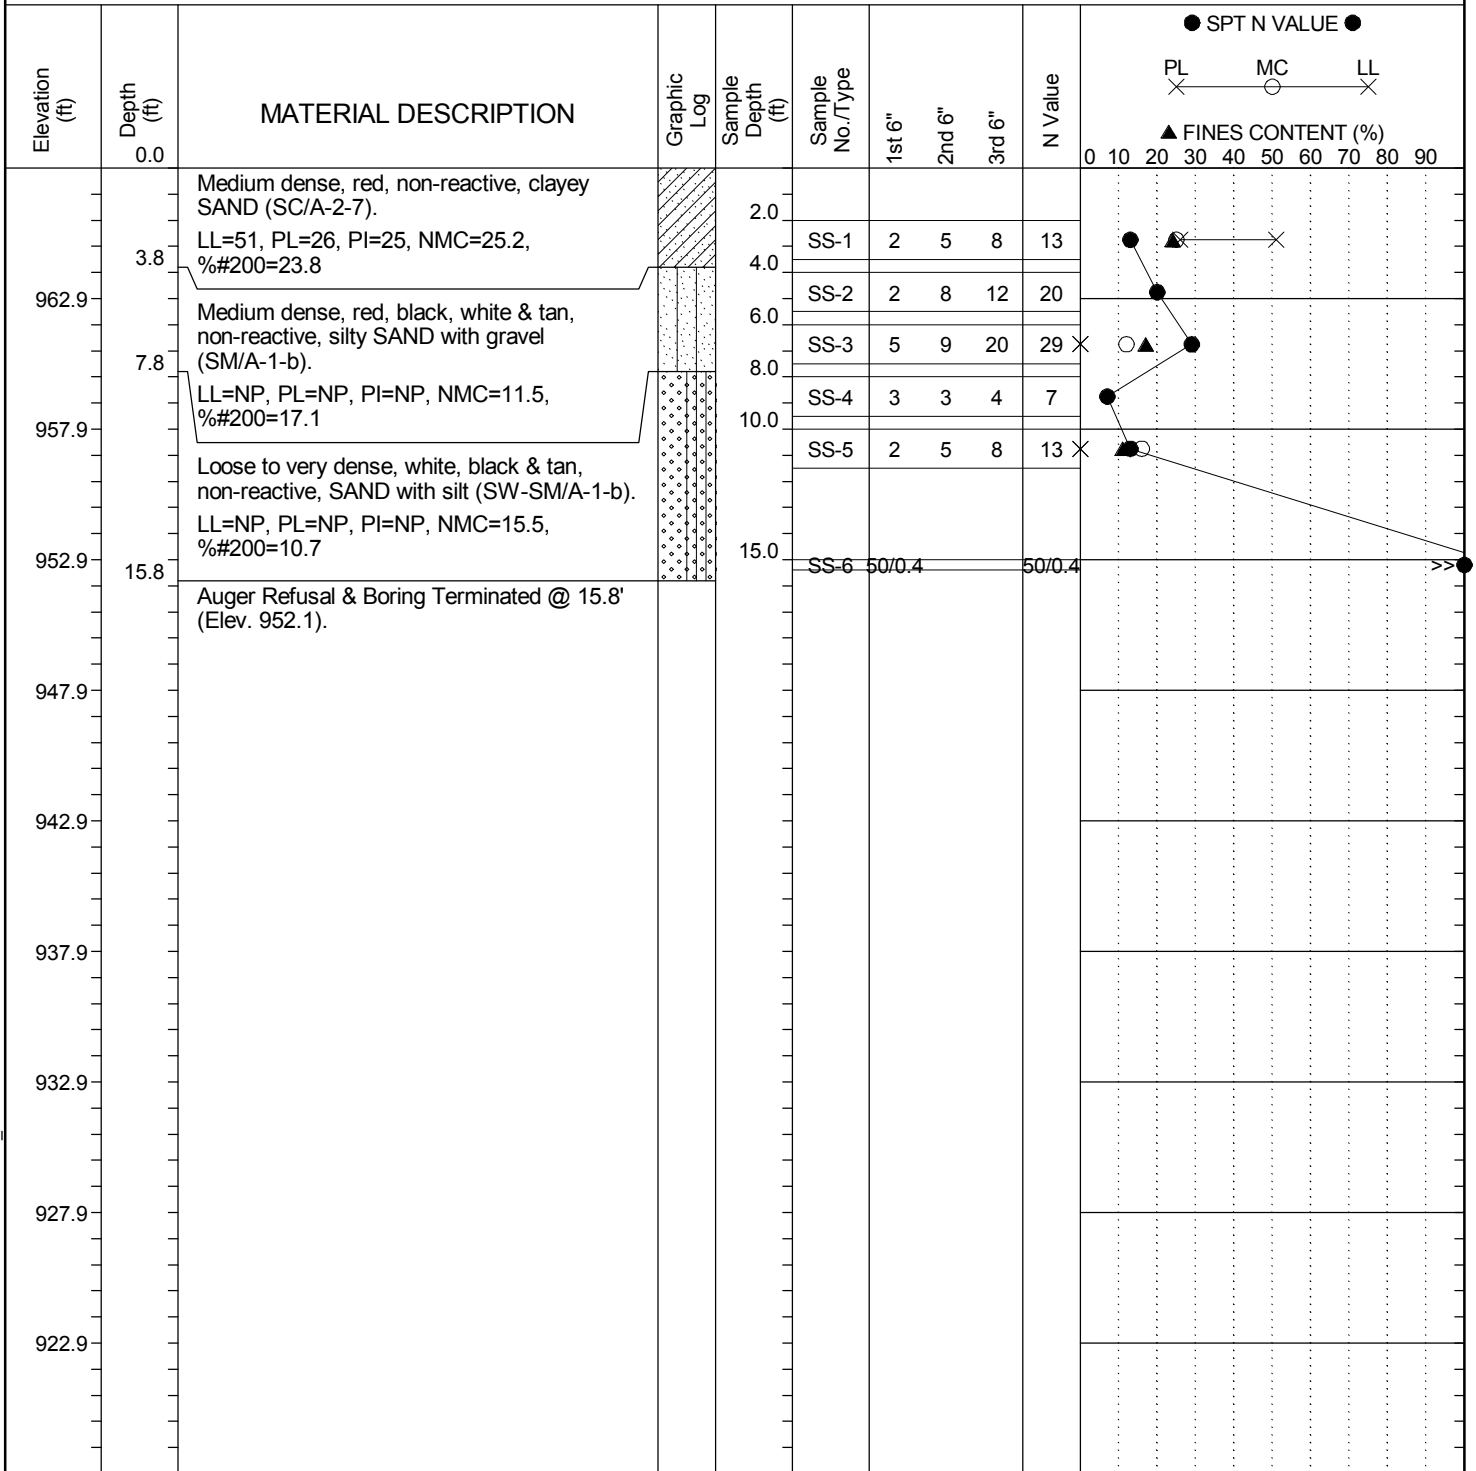 Elevation
(ft)
Depth
(ft)
0.0
MATERIAL DESCRIPTION
Graphic
Log
Sample
Depth
(ft)
Sample
No./Type
1st 6"
2nd 6"
3rd 6"
N Value
● SPT N VALUE ●
PL MC LL
▲ FINES CONTENT (%)
0 10 20 30 40 50 60 70 80 90
Medium dense, red, non-reactive, clayey
SAND (SC/A-2-7).
LL=51, PL=26, PI=25, NMC=25.2,
%#200=23.8
3.8
2.0
SS-1 2 5 8 13
4.0
962.9
SS-2 2 8 12 20
Medium dense, red, black, white & tan,
non-reactive, silty SAND with gravel
(SM/A-1-b).
6.0
SS-3 5 9 20 29
7.8
8.0
LL=NP, PL=NP, PI=NP, NMC=11.5,
%#200=17.1
SS-4 3 3 4 7
957.9
10.0
SS-5 2 5 8 13
Loose to very dense, white, black & tan,
non-reactive, SAND with silt (SW-SM/A-1-b).
LL=NP, PL=NP, PI=NP, NMC=15.5,
%#200=10.7
952.9
15.0
SS-6 50/0.4 50/0.4 >>
15.8
Auger Refusal & Boring Terminated @ 15.8'
(Elev. 952.1).
947.9
942.9
937.9
932.9
927.9
922.9